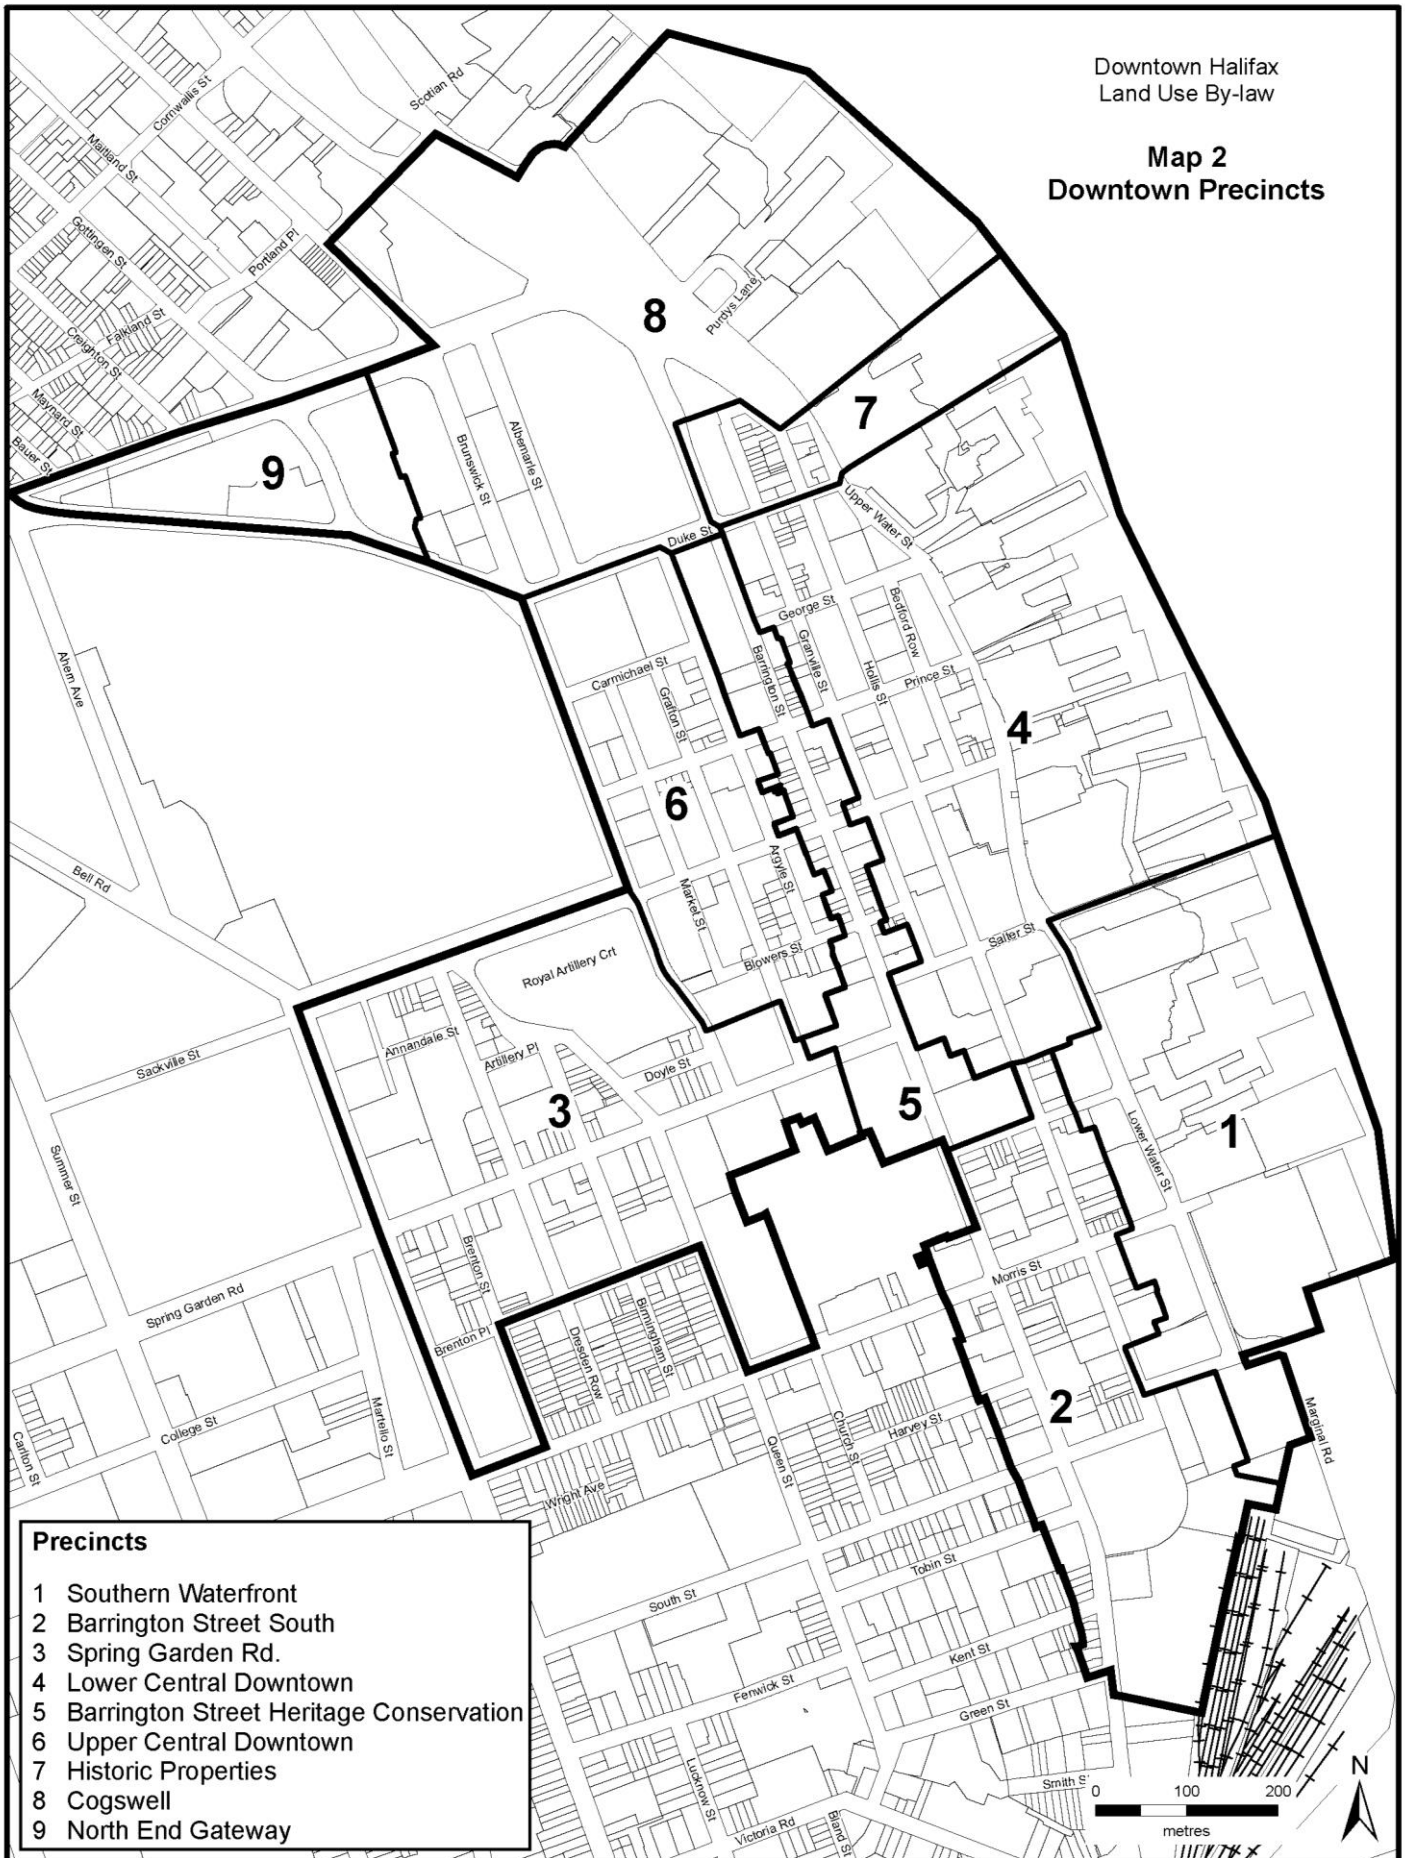 Downtown Halifax
Land Use By-law
Map 2
Downtown Precincts
Scotian Rd
Cornwallis St
Maitland St
Gottingen St
Portland Pl
Falkland St
Creighton St
Maynard St
Bauer St
8
Purdys Lane
7
9
Brunswick St
Albemarle St
Upper Water St
Duke St
George St
Bedford Row
Ahern Ave
Carmichael St
Grafton St
Barrington St
Granville St
Hollis St
Prince St
4
6
Bell Rd
Argyle St
Market St
Blowers St
Salter St
Royal Artillery Crt
Annandale St
Artillery Pl
Doyle St
Sackville St
3
5
1
Lower Water St
Summer St
Brenton St
Morris St
Spring Garden Rd
Brenton Pl
Dresden Row
Birmingham St
2
Martello St
College St
Carlton St
Church St
Harvey St
Queen St
Marginal Rd
Wright Ave
Tobin St
South St
Kent St
Fenwick St
Green St
Lucknow St
Victoria Rd
Bland St
Smith S
Precincts
1 Southern Waterfront
2 Barrington Street South
3 Spring Garden Rd.
4 Lower Central Downtown
5 Barrington Street Heritage Conservation
6 Upper Central Downtown
7 Historic Properties
8 Cogswell
9 North End Gateway
N
0 100 200
metres